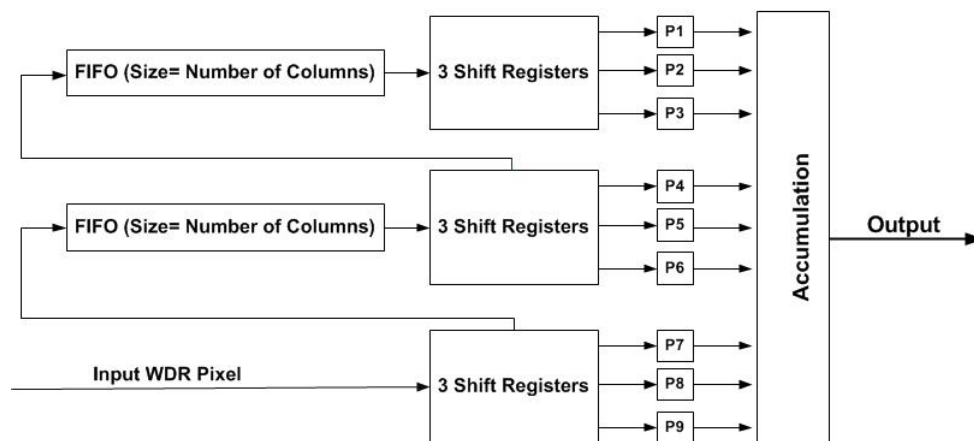 P1
FIFO (Size= Number of Columns)
3 Shift Registers
P2
P3
P4
FIFO (Size= Number of Columns)
3 Shift Registers
P5
P6
Accumulation
Output
P7
Input WDR Pixel
3 Shift Registers
P8
P9